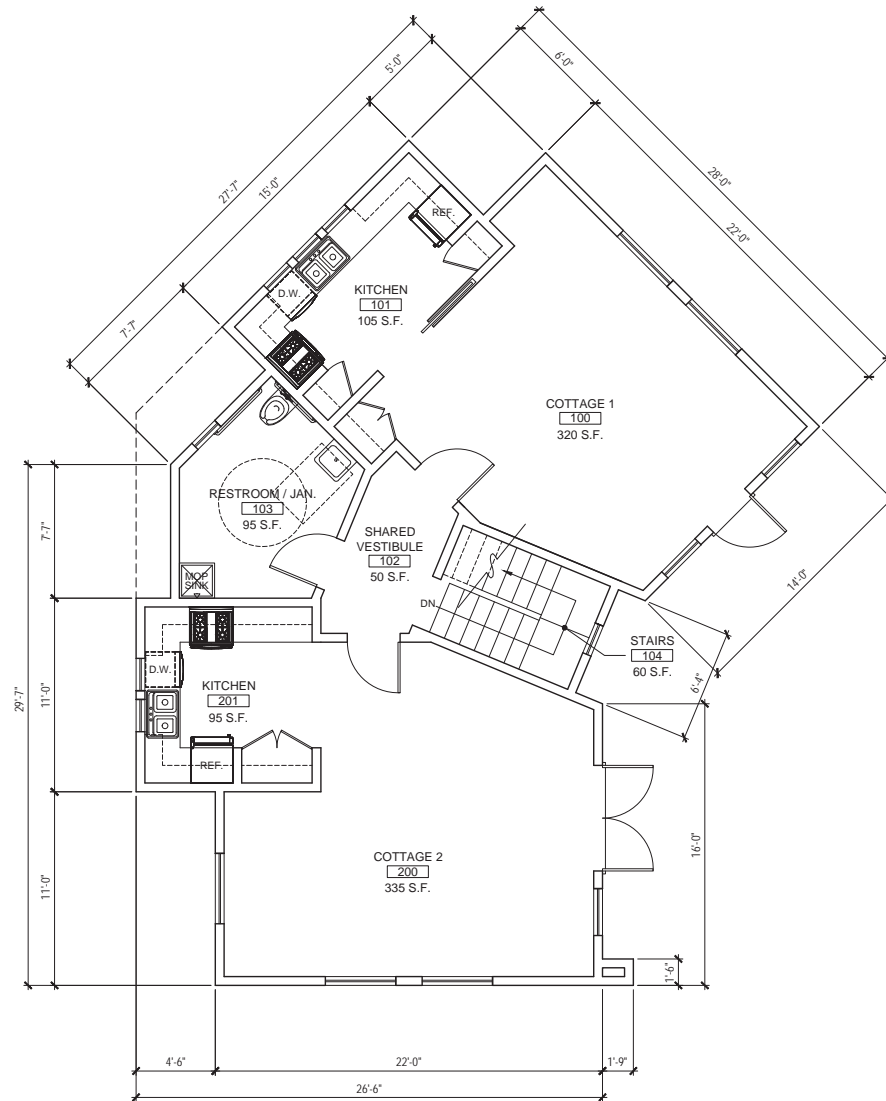 6'-0"
5'-0"
28'-0"
27'-7"
15'-0"
22'-0"
REF.
D.W.
KITCHEN
101
105 S.F.
7'-7"
COTTAGE 1
100
320 S.F.
RESTROOM / JAN.
103
95 S.F.
7'-7"
SHARED
VESTIBULE
102
50 S.F.
MOP
SINK
14'-0"
DN.
STAIRS
104
60 S.F.
6'-4"
29'-7"
11'-0"
D.W.
KITCHEN
201
95 S.F.
REF.
16'-0"
11'-0"
COTTAGE 2
200
335 S.F.
1'-6"
4'-6"
22'-0"
1'-9"
26'-6"